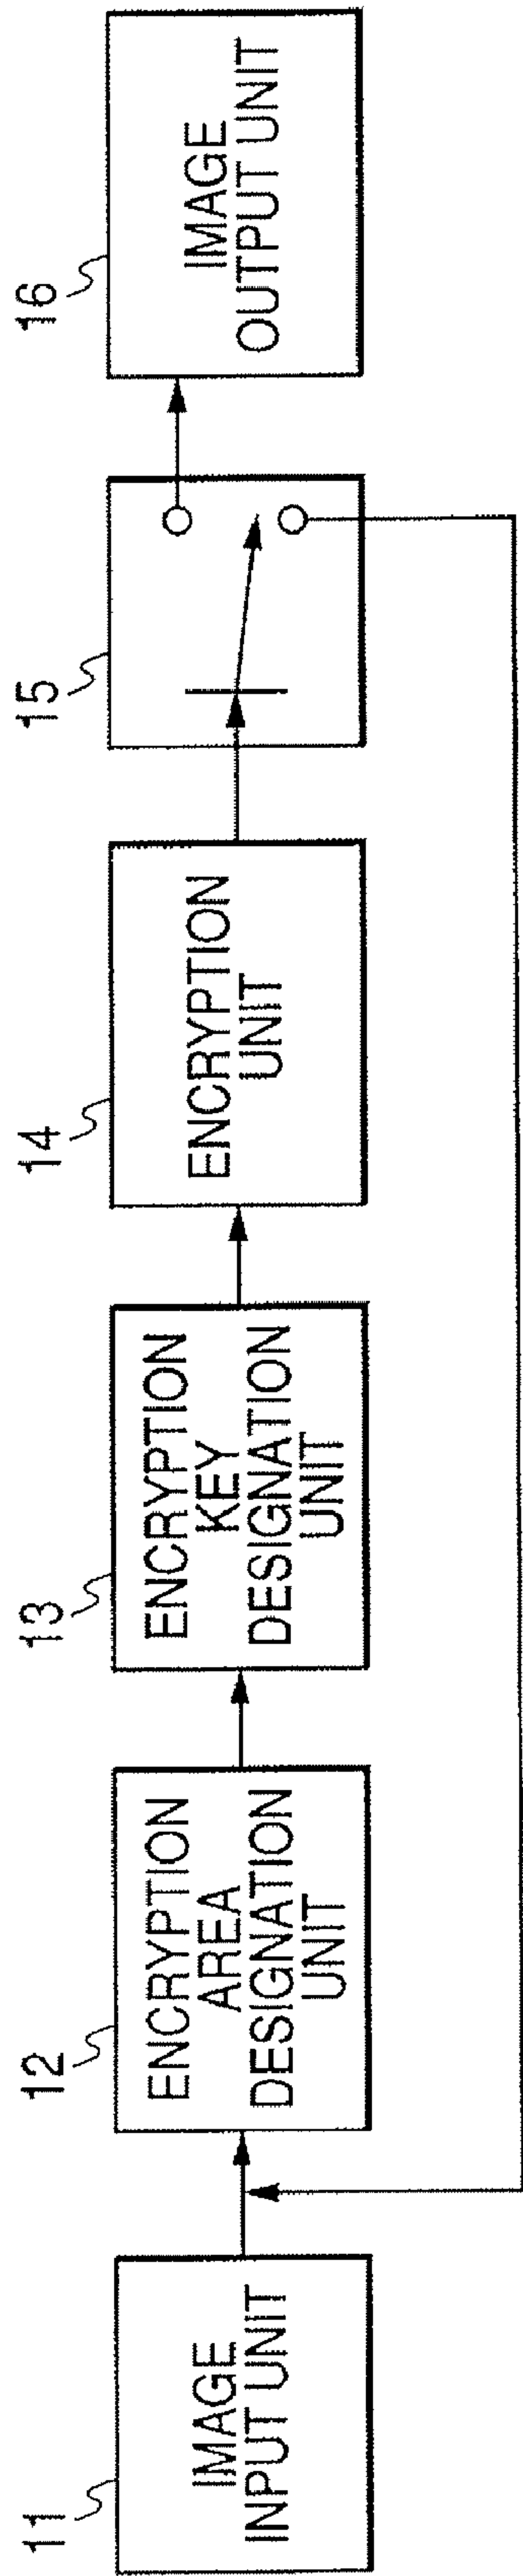 11
IMAGE
INPUT UNIT
12
ENCRYPTION
AREA
DESIGNATION
UNIT
13
ENCRYPTION
KEY
DESIGNATION
UNIT
14
ENCRYPTION
UNIT
15
16
IMAGE
OUTPUT UNIT